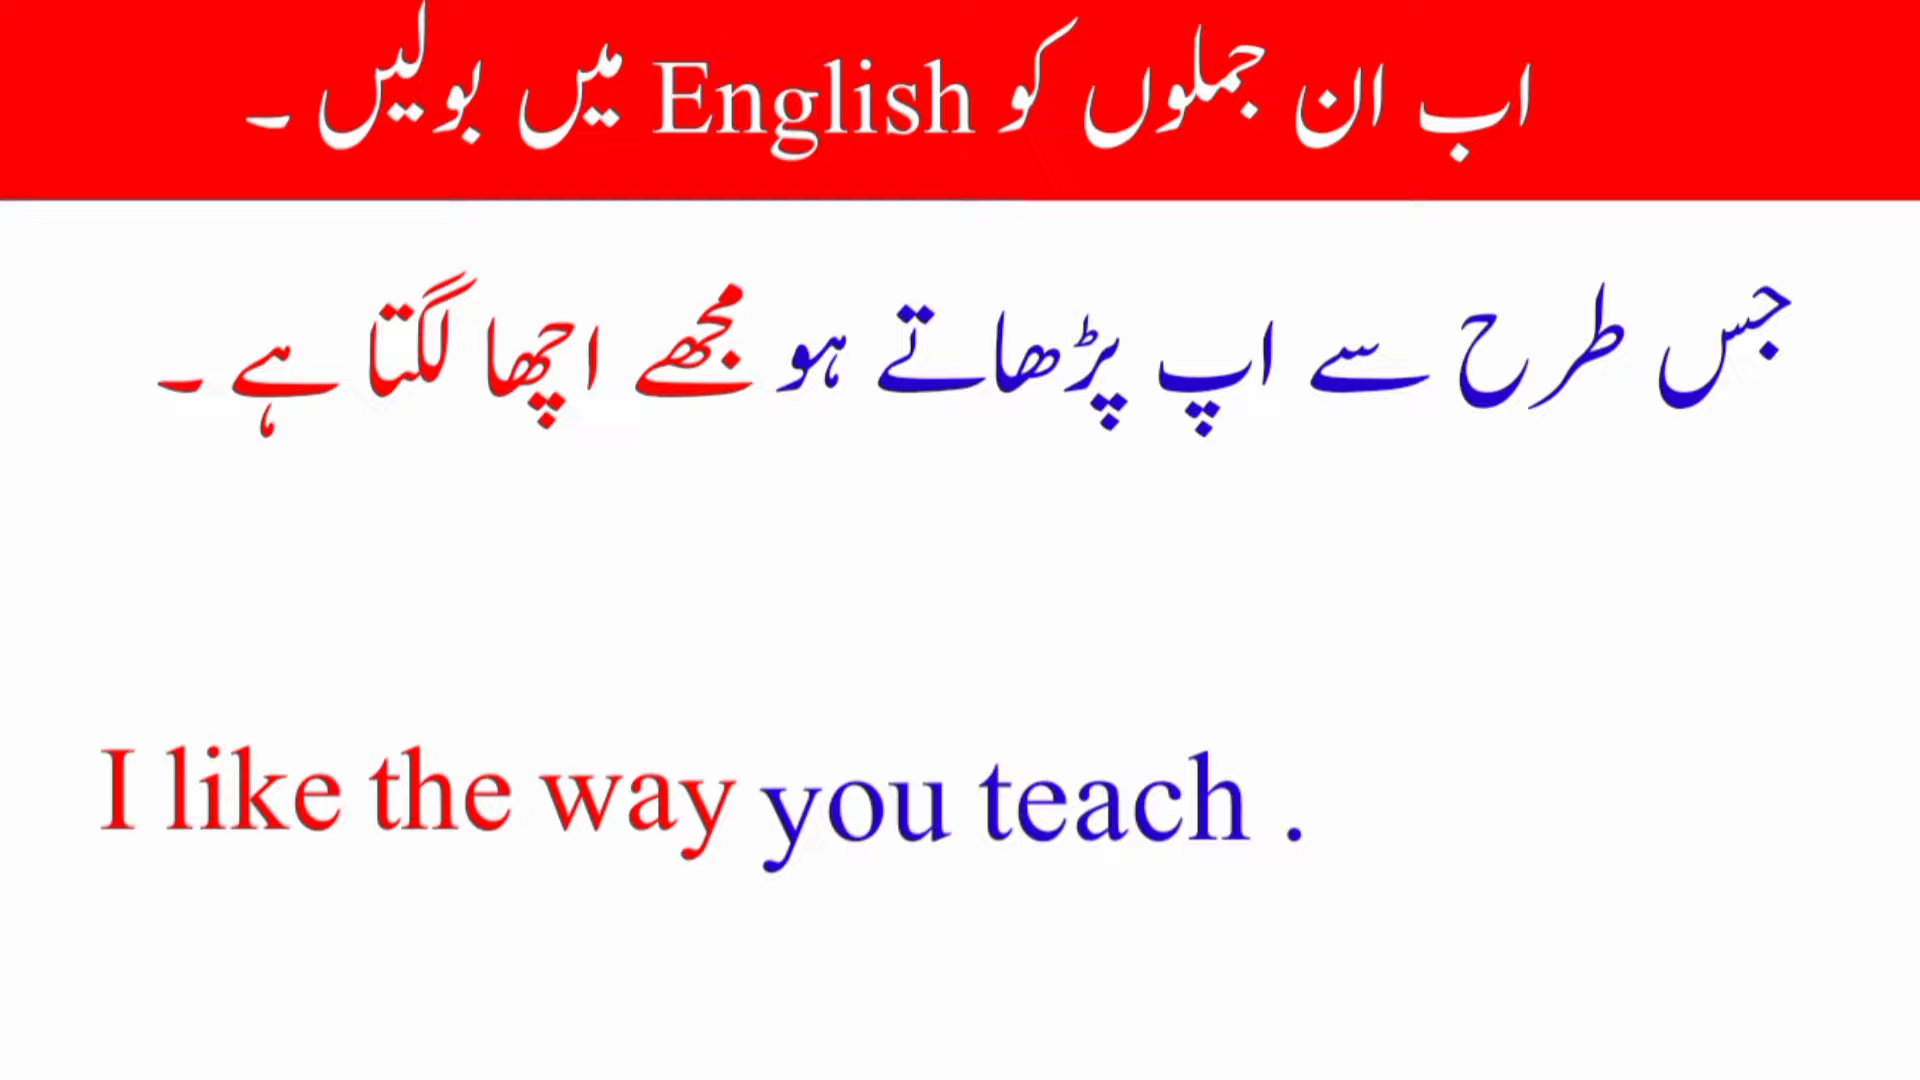 اب ان جملوں کو English میں بولیں ۔
جس طرح سے اپ پڑھاتے ہو مجھے اچھا لگتا ہے ۔
I like the way you teach .